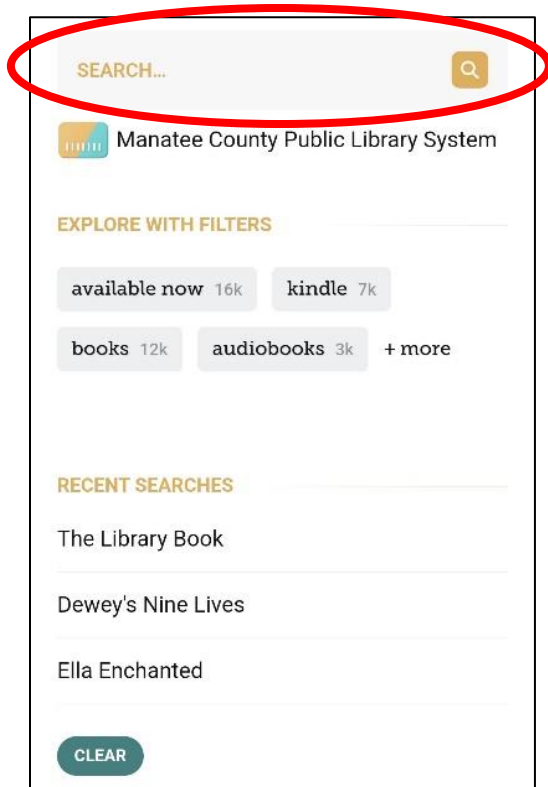 SEARCH...
Manatee County Public Library System
EXPLORE WITH FILTERS
available now 16k kindle 7k
books 12k audiobooks 3k + more
RECENT SEARCHES
The Library Book
Dewey's Nine Lives
Ella Enchanted
CLEAR